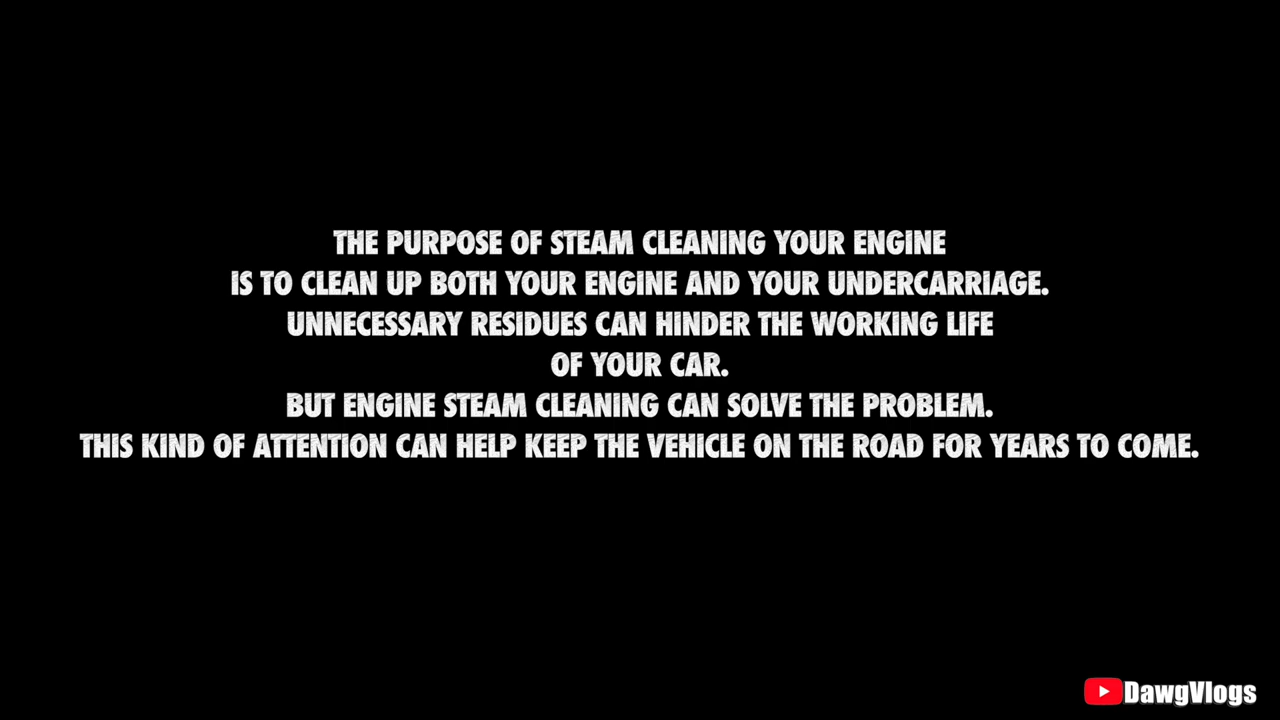 THE PURPOSE OF STEAM CLEANING YOUR ENGINE
IS TO CLEAN UP BOTH YOUR ENGINE AND YOUR UNDERCARRIAGE.
UNNECESSARY RESIDUES CAN HINDER THE WORKING LIFE
OF YOUR CAR.
BUT ENGINE STEAM CLEANING CAN SOLVE THE PROBLEM.
THIS KIND OF ATTENTION CAN HELP KEEP THE VEHICLE ON THE ROAD FOR YEARS TO COME.
DawgVlogs